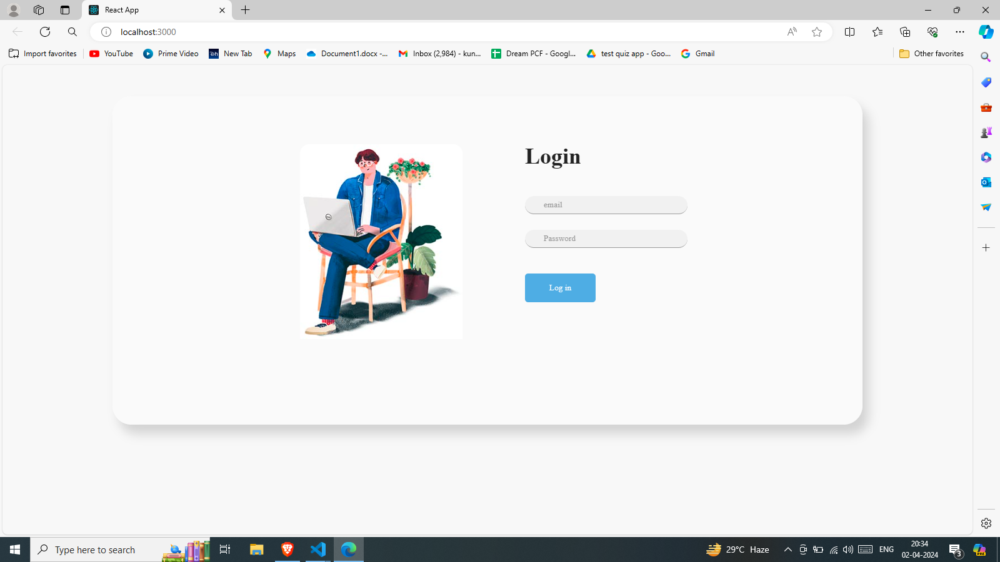 React App
localhost:3000
Import favorites
YouTube
Prime Video
New Tab
Maps
Document1.docx -...
Inbox (2,984) - kun...
Dream PCF - Googl...
test quiz app - Goo...
Gmail
Other favorites
Login
email
Password
Log in
Type here to search
29°C Haze
ENG
20:34
02-04-2024
3
PRE